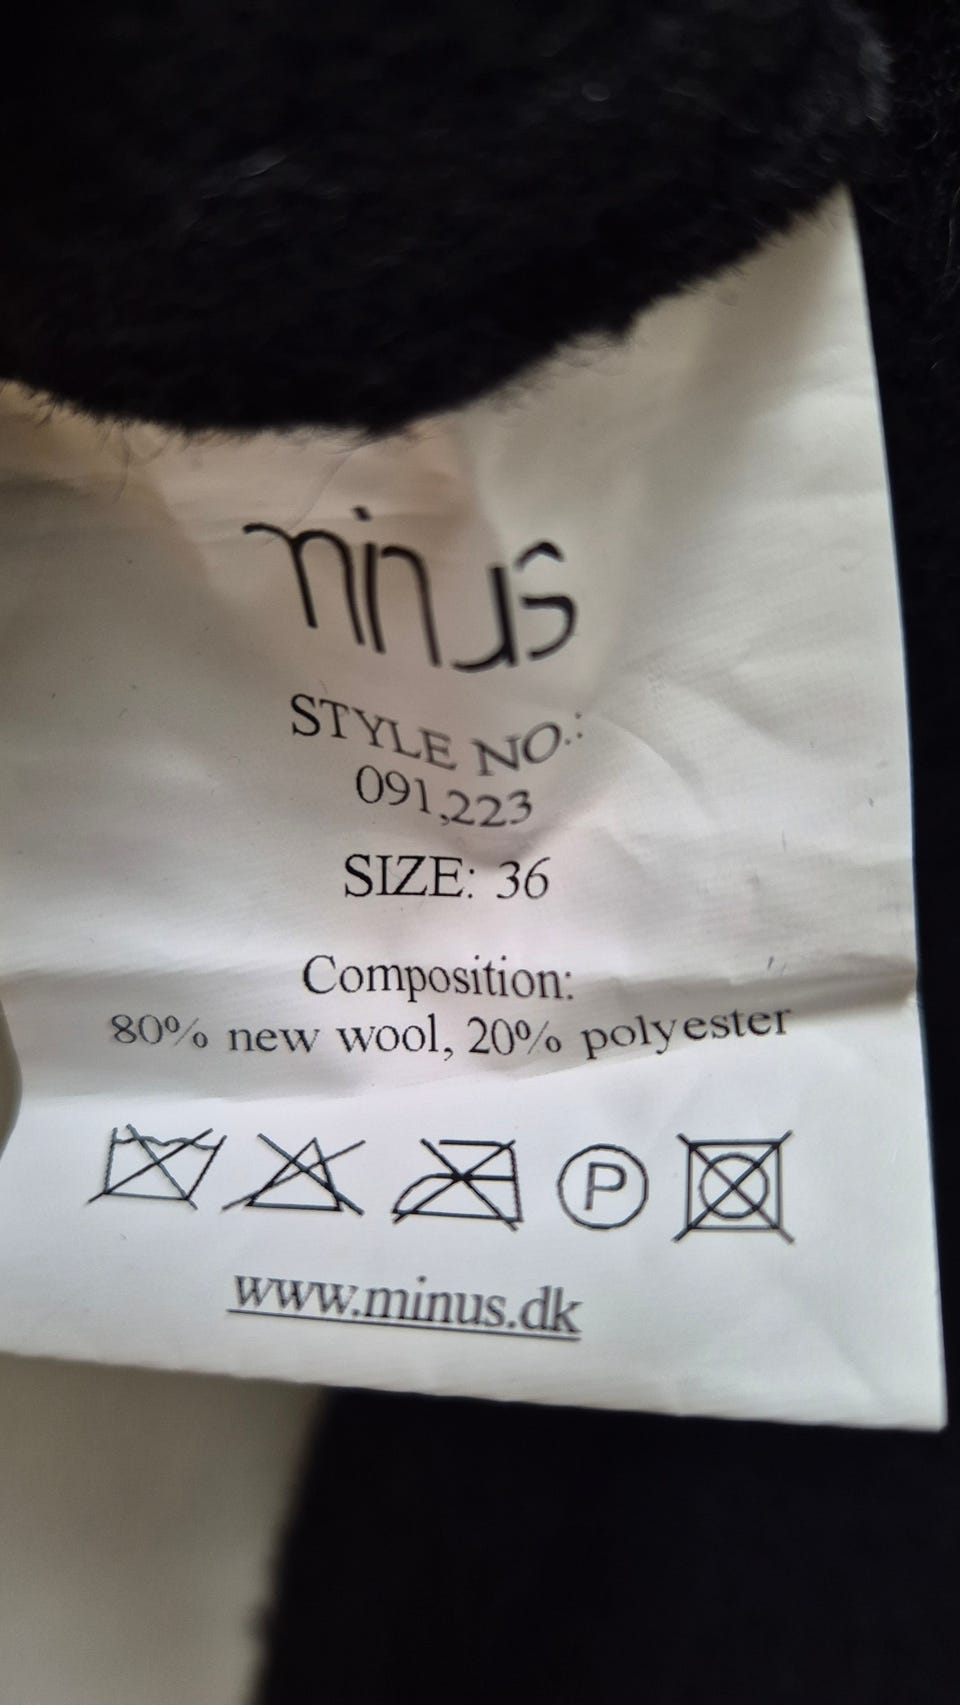 minus
STYLE NO.:
091,223
SIZE: 36
Composition:
80% new wool, 20% polyester
P
www.minus.dk